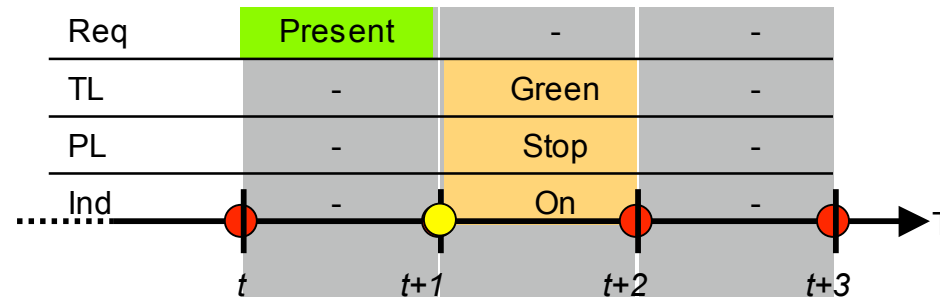 Req Present - -
TL - Green -
PL - Stop -
Ind - On -
T
t t+1 t+2 t+3